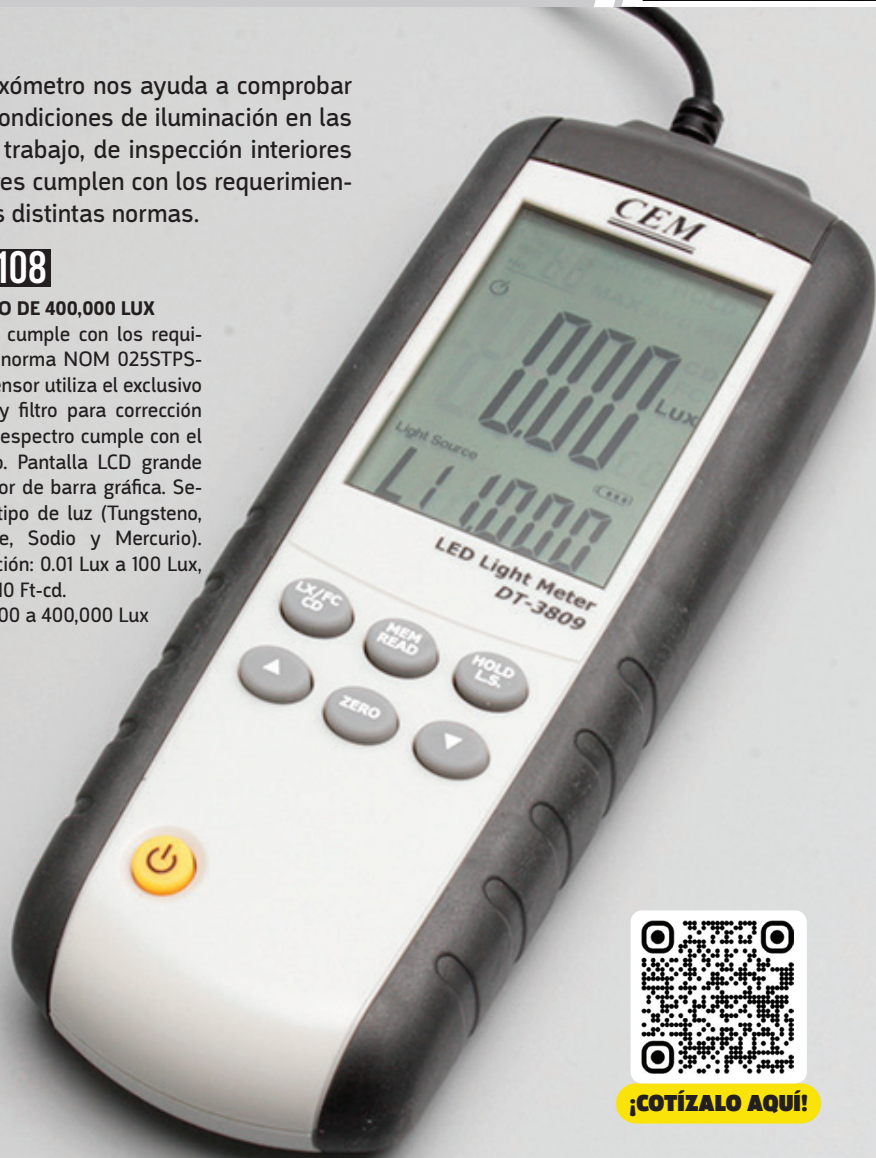 xómetro nos ayuda a comprobar
ondiciones de iluminación en las
trabajo, de inspección interiores
es cumplen con los requerimien-
s distintas normas.
108
O DE 400,000 LUX
cumple con los requi-
norma NOM 025STPS-
ensor utiliza el exclusivo
y filtro para corrección
espectro cumple con el
o. Pantalla LCD grande
or de barra gráfica. Se-
tipo de luz (Tungsteno,
e, Sodio y Mercurio).
ción: 0.01 Lux a 100 Lux,
10 Ft-cd.
00 a 400,000 Lux
CEM
0.00
Lux
Light Source
L1 1.000
LED Light Meter
DT-3809
LX/FC
CD
MEM
READ
HOLD
L.S.
ZERO
¡COTÍZALO AQUÍ!